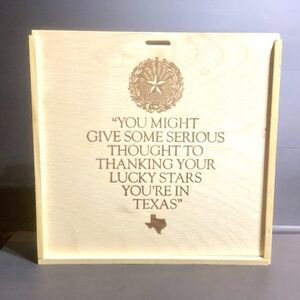 “YOU MIGHT
GIVE SOME SERIOUS
THOUGHT TO
THANKING YOUR
LUCKY STARS
YOU'RE IN
TEXAS”